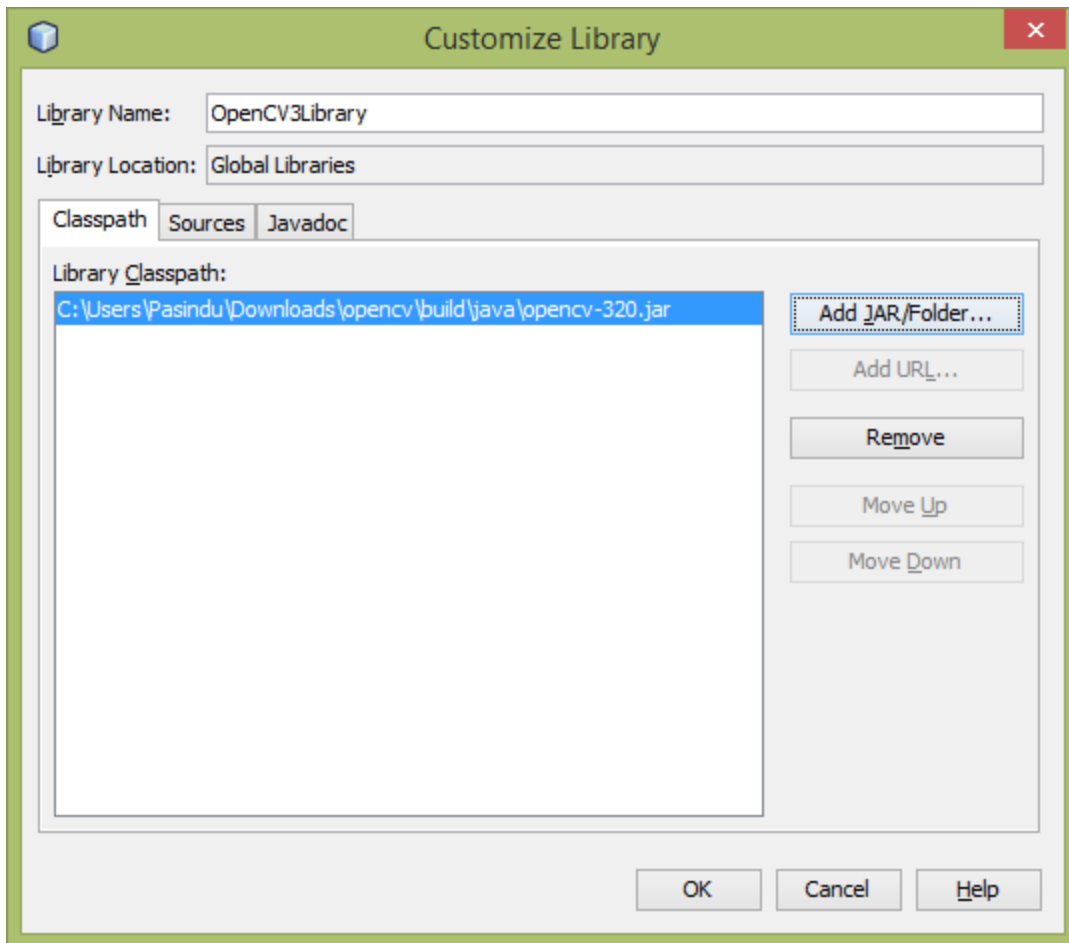 Customize Library
Library Name: OpenCV3Library
Library Location: Global Libraries
Classpath Sources Javadoc
Library Classpath:
C:\Users\Pasindu\Downloads\opencv\build\java\opencv-320.jar
Add JAR/Folder...
Add URL...
Remove
Move Up
Move Down
OK Cancel Help